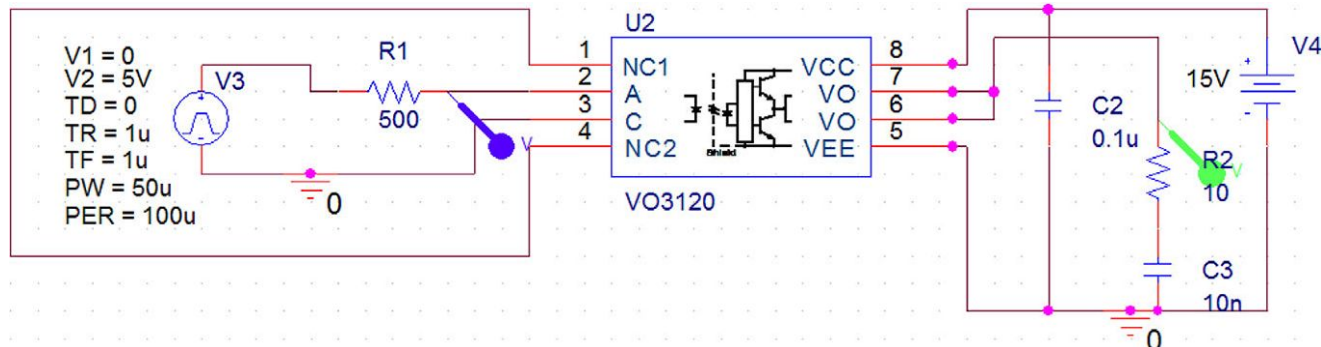 V1 = 0
V2 = 5V
TD = 0
TR = 1u
TF = 1u
PW = 50u
PER = 100u
V3
R1
500
V
0
U2
1
2
3
4
NC1
A
C
NC2
Shield
VCC
VO
VO
VEE
8
7
6
5
VO3120
C2
0.1u
15V
+
-
V4
R2
10
V
C3
10n
0